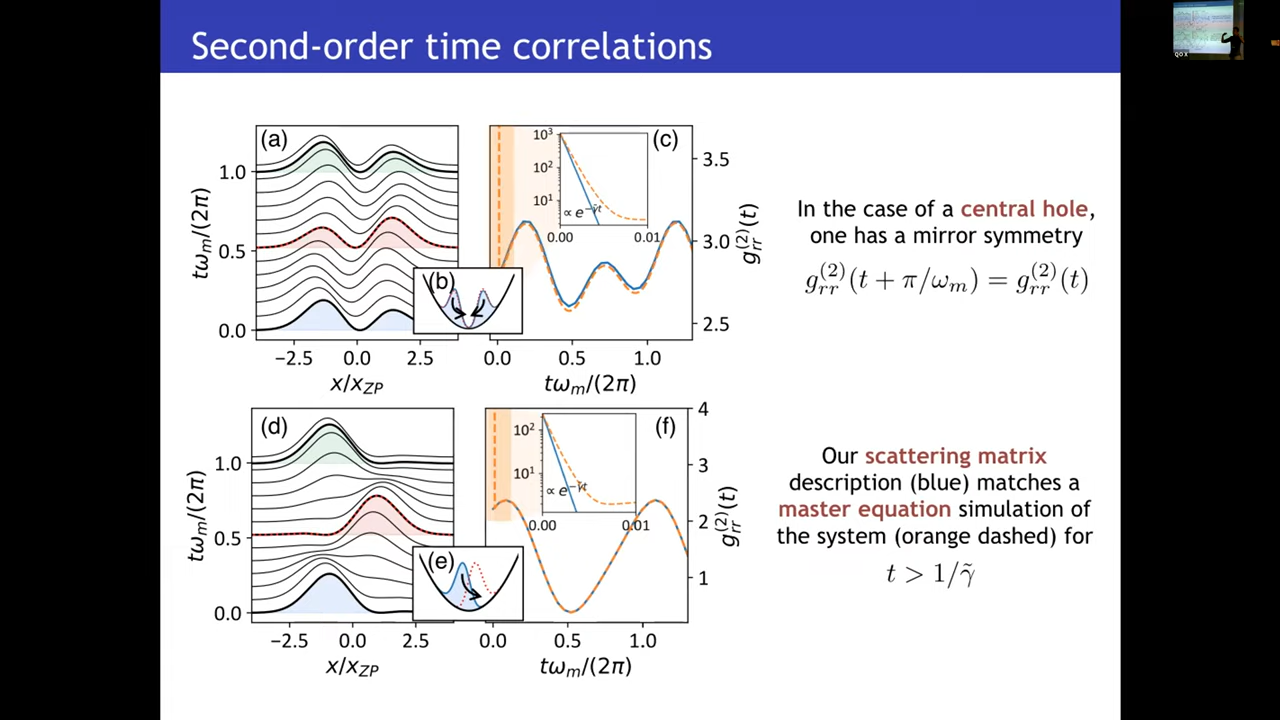 Second-order time correlations
(a)
1.0
0.5
0.0
tω_m/(2π)
−2.5
0.0
2.5
x/x_ZP
(b)
(c)
10³
10²
10¹
∝e^{-γ̃t}
0.00
0.01
3.5
3.0
2.5
g_rr^(2)(t)
0.0
0.5
1.0
tω_m/(2π)
In the case of a central hole,
one has a mirror symmetry
g_rr^(2)(t + π/ω_m) = g_rr^(2)(t)
(d)
1.0
0.5
0.0
tω_m/(2π)
−2.5
0.0
2.5
x/x_ZP
(e)
(f)
10²
10¹
∝e^{-γ̃t}
0.00
0.01
4
3
2
1
g_rr^(2)(t)
0.0
0.5
1.0
tω_m/(2π)
Our scattering matrix
description (blue) matches a
master equation simulation of
the system (orange dashed) for
t > 1/γ̃